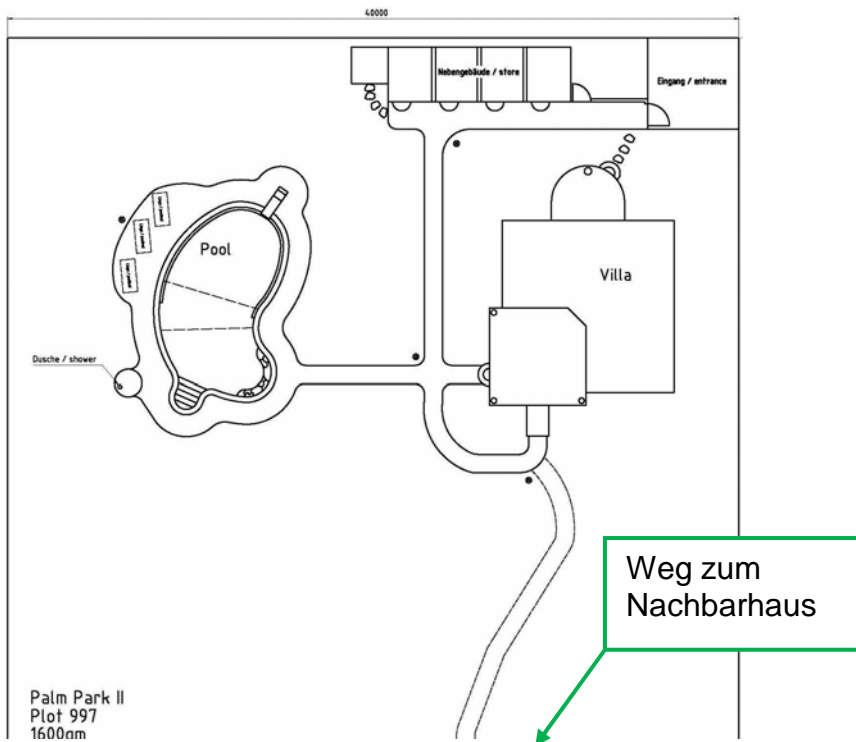 40000
Nebengebäude / store
Eingang / entrance
Pool
Villa
Dusche / shower
Weg zum
Nachbarhaus
Palm Park II
Plot 997
1600qm